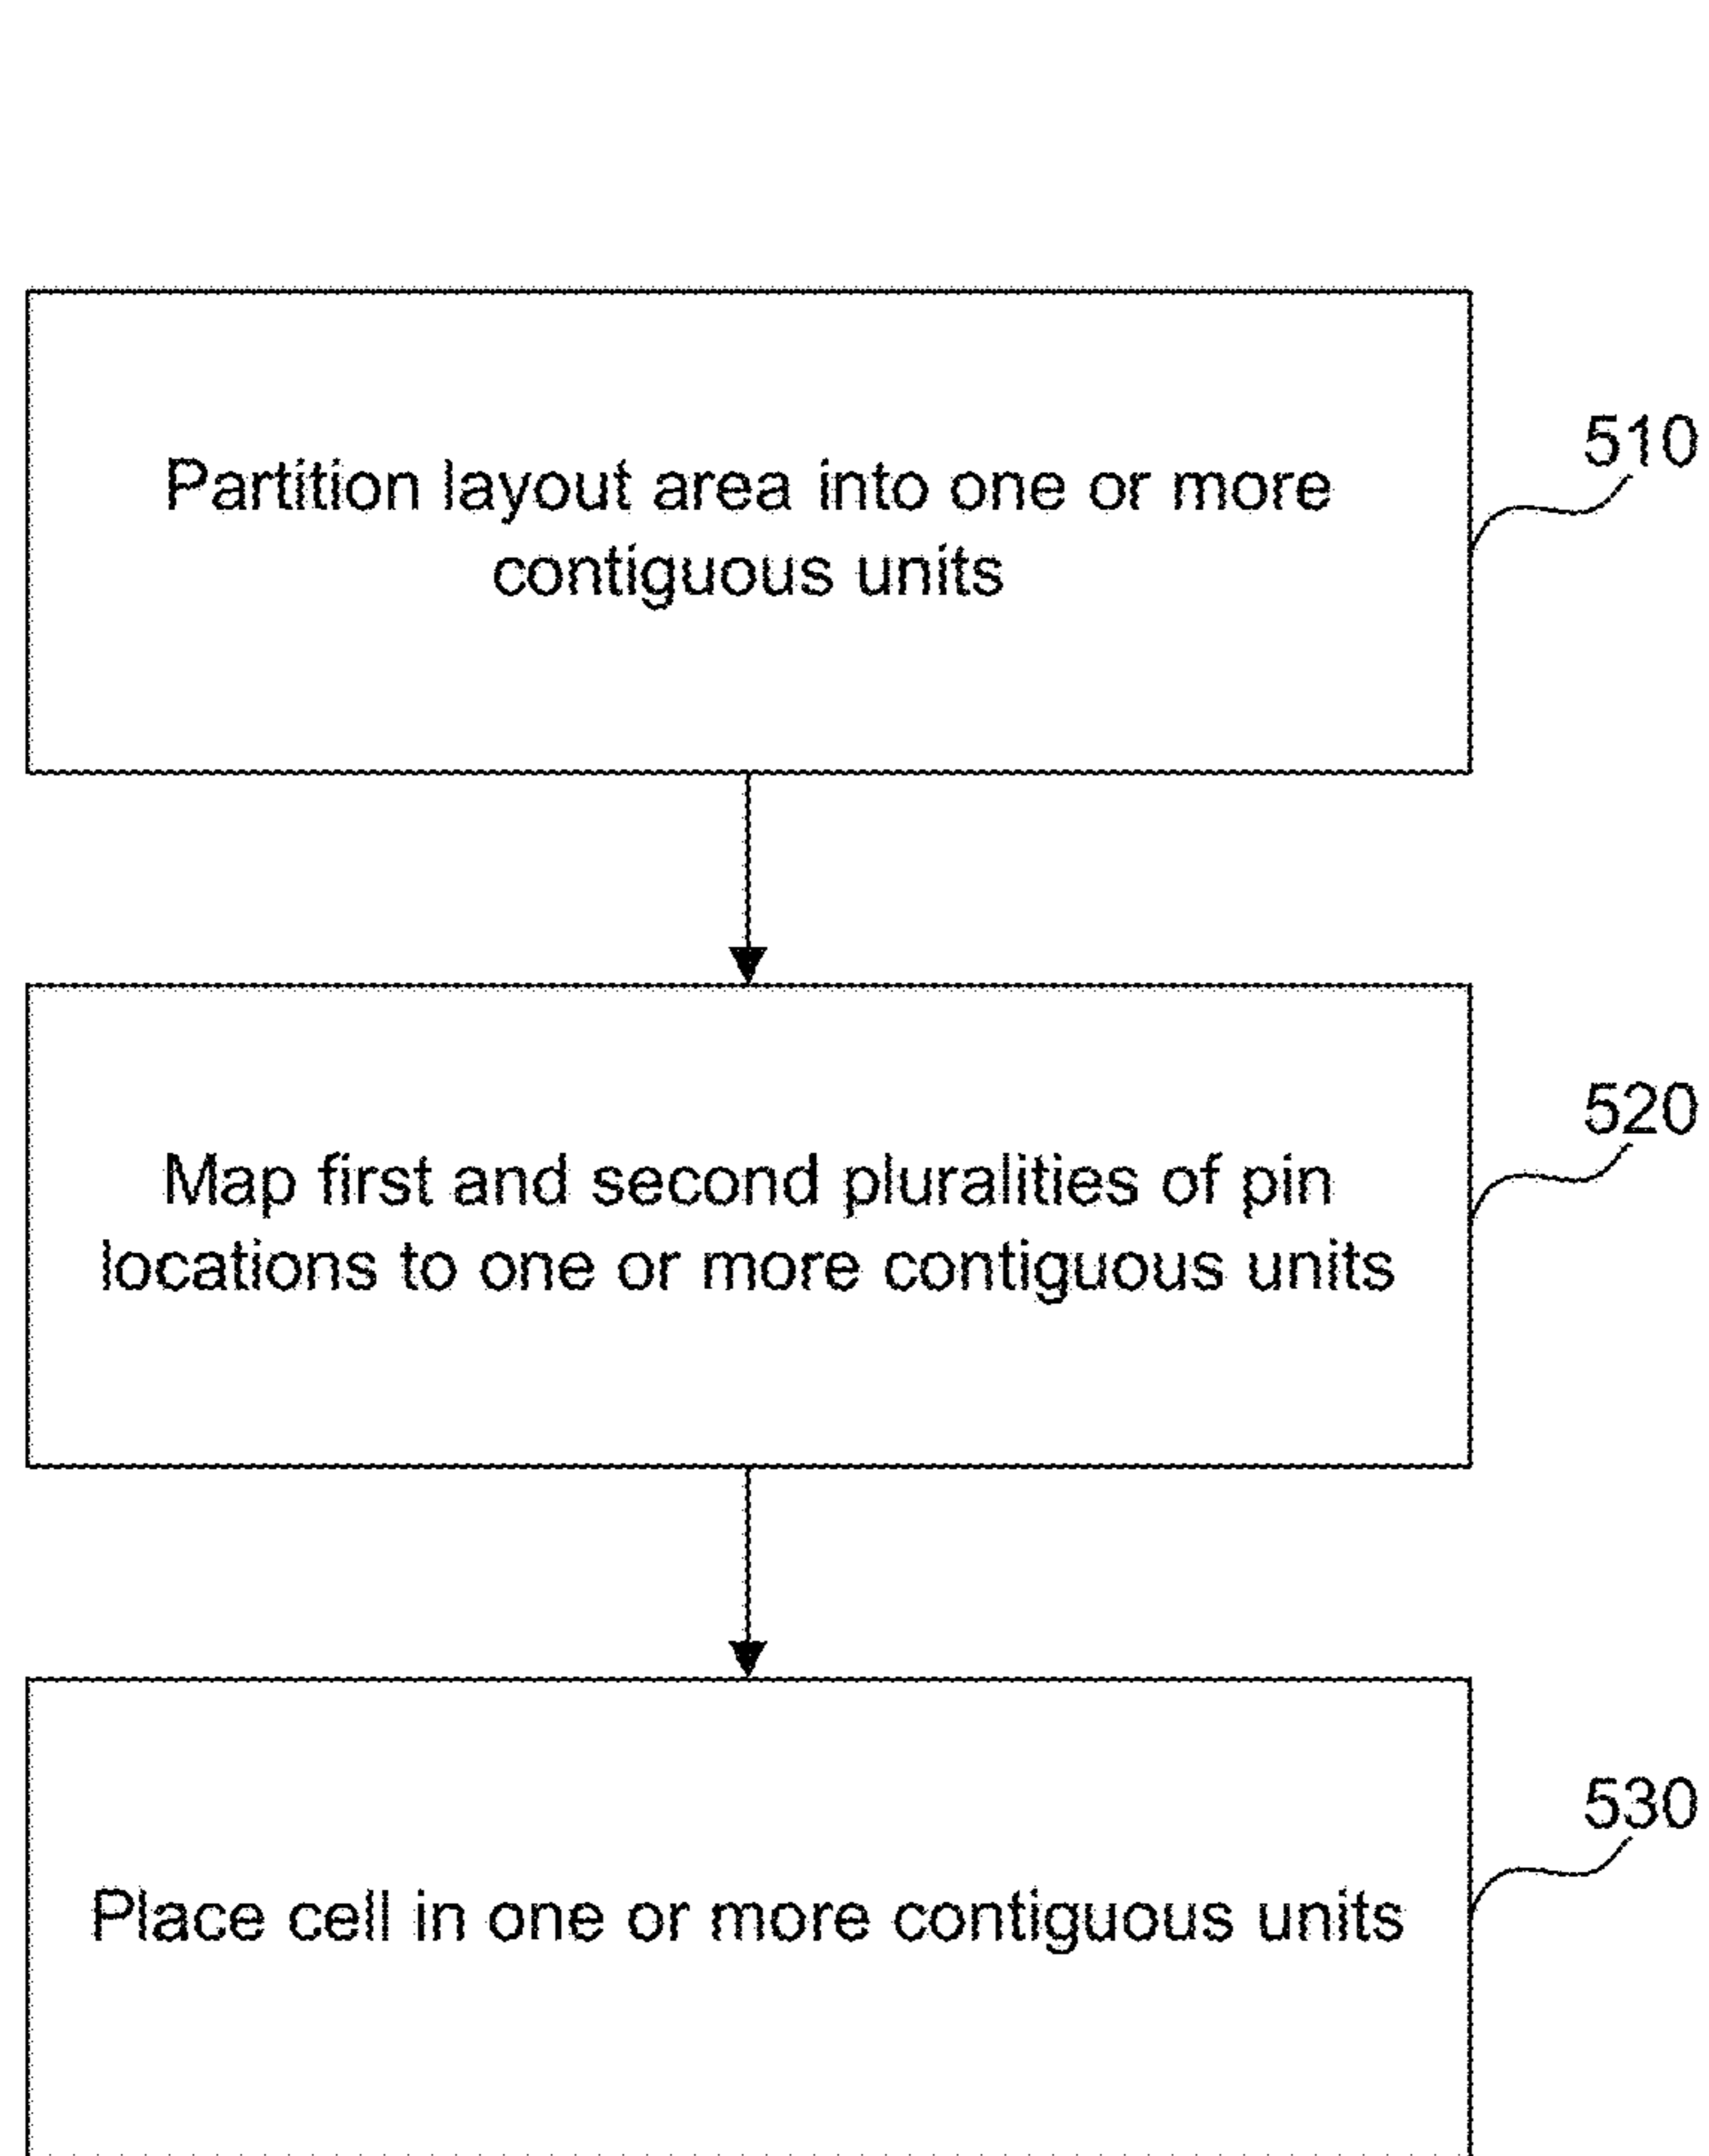 Partition layout area into one or more
contiguous units
510
Map first and second pluralities of pin
locations to one or more contiguous units
520
Place cell in one or more contiguous units
530